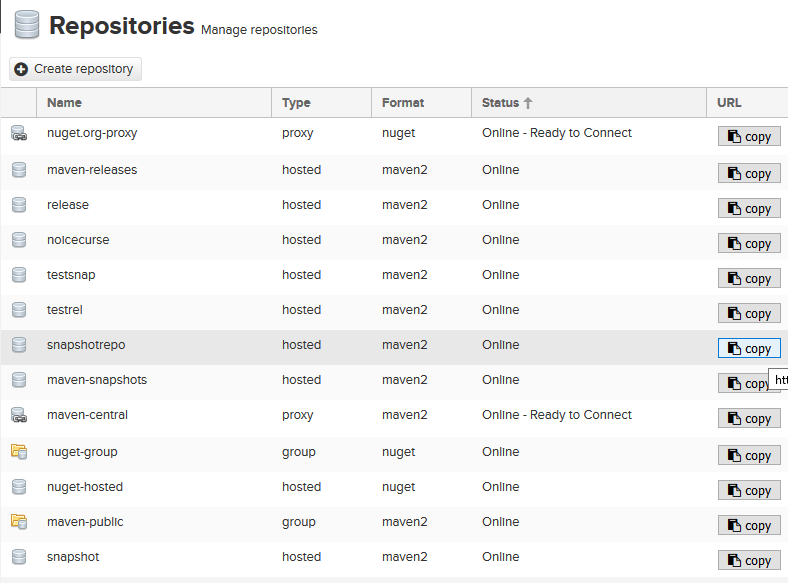 Repositories Manage repositories
Create repository
Name Type Format Status URL
nuget.org-proxy proxy nuget Online - Ready to Connect copy
maven-releases hosted maven2 Online copy
release hosted maven2 Online copy
noicecurse hosted maven2 Online copy
testsnap hosted maven2 Online copy
testrel hosted maven2 Online copy
snapshotrepo hosted maven2 Online copy
maven-snapshots hosted maven2 Online copy
maven-central proxy maven2 Online - Ready to Connect copy
nuget-group group nuget Online copy
nuget-hosted hosted nuget Online copy
maven-public group maven2 Online copy
snapshot hosted maven2 Online copy